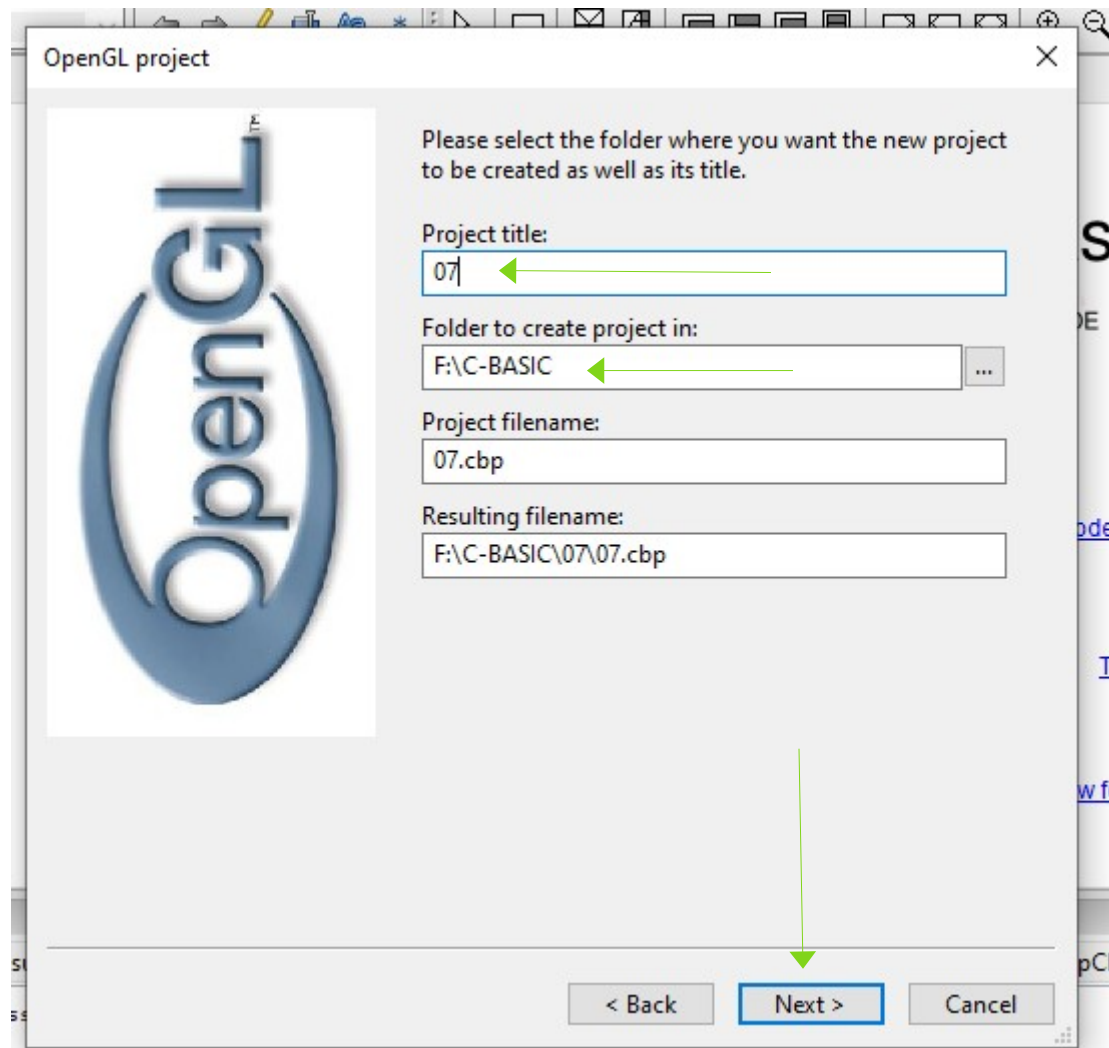 OpenGL project
OpenGL
TM
Please select the folder where you want the new project
to be created as well as its title.
Project title:
07
Folder to create project in:
F:\C-BASIC
...
Project filename:
07.cbp
Resulting filename:
F:\C-BASIC\07\07.cbp
< Back
Next >
Cancel